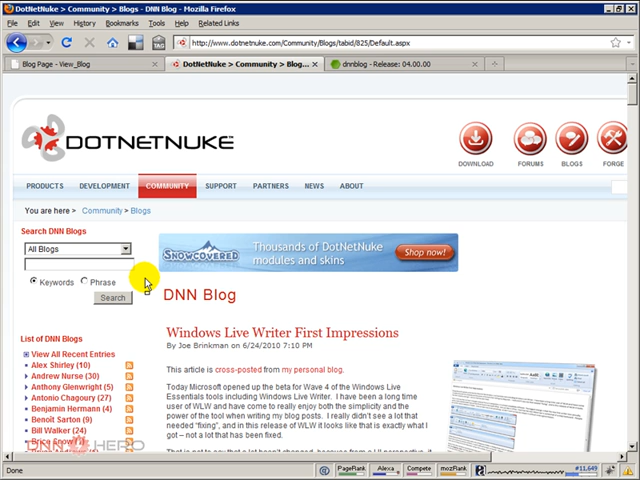 DotNetNuke > Community > Blogs - DNN Blog - Mozilla Firefox
File Edit View History Bookmarks Tools Help Related Folders
http://www.dotnetnuke.com/Community/Blogs/tabid/825/Default.aspx
Blog Page - View_Blog
DotNetNuke > Community > Blog...
dnnblog - Release: 04.00.00
DOTNETNUKE
DOWNLOAD FORUMS BLOGS FORGE
PRODUCTS DEVELOPMENT COMMUNITY SUPPORT PARTNERS NEWS ABOUT
You are here > Community > Blogs
Search DNN Blogs
All Blogs
Keywords Phrase
Search
SNOWCOVERED
Thousands of DotNetNuke
modules and skins
Shop now!
DNN Blog
List of DNN Blogs
View All Recent Entries
Alex Shirley (10)
Andrew Nurse (30)
Anthony Glenwright (5)
Antonio Chagoury (27)
Benjamin Hermann (4)
Benoît Sarton (9)
Bill Walker (24)
DNN HERO
Windows Live Writer First Impressions
By Joe Brinkman on 6/24/2010 7:10 PM
This article is cross-posted from my personal blog.
Today Microsoft opened up the beta for Wave 4 of the Windows Live
Essentials tools including Windows Live Writer. I have been a long time
user of WLW and have come to really enjoy both the simplicity and the
power of the tool when writing my blog posts. I really didn't see a lot that
needed "fixing", and in this release of WLW it looks like that is exactly what I
got – not a lot that has been fixed.
Done
PageRank Alexa Compete mozRank #11,649